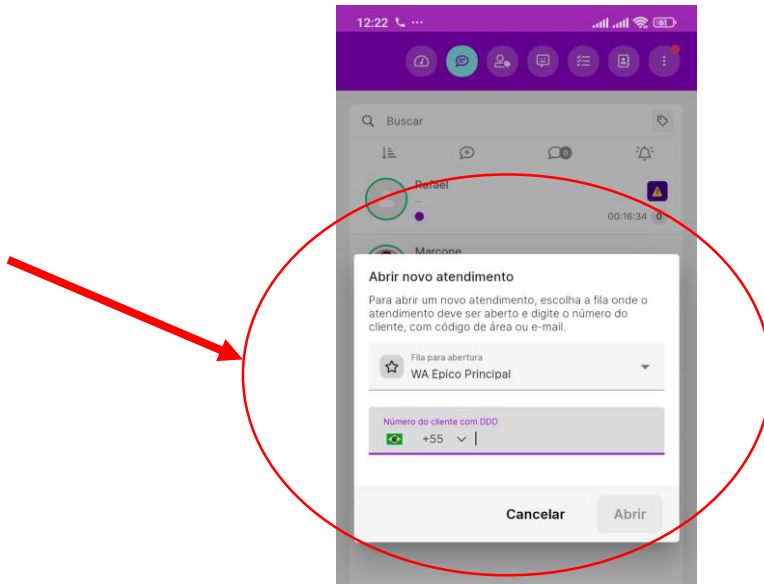 12:22
61
Buscar
0
Rafael
...
00:16:34 0
Marcone
Abrir novo atendimento
Para abrir um novo atendimento, escolha a fila onde o
atendimento deve ser aberto e digite o número do
cliente, com código de área ou e-mail.
Fila para abertura
WA Epico Principal
Número do cliente com DDD
+55
Cancelar
Abrir